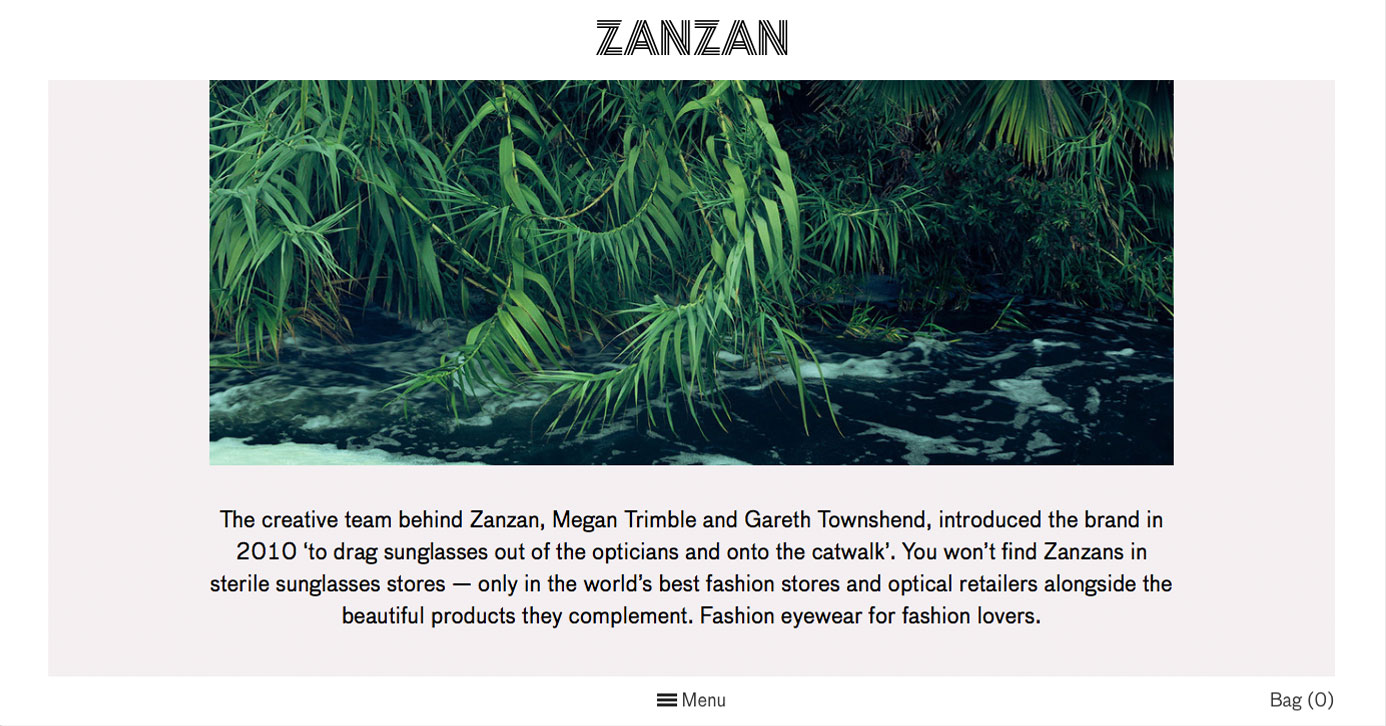 ZANZAN
The creative team behind Zanzan, Megan Trimble and Gareth Townshend, introduced the brand in
2010 ‘to drag sunglasses out of the opticians and onto the catwalk’. You won’t find Zanzans in
sterile sunglasses stores — only in the world’s best fashion stores and optical retailers alongside the
beautiful products they complement. Fashion eyewear for fashion lovers.
Menu
Bag (0)